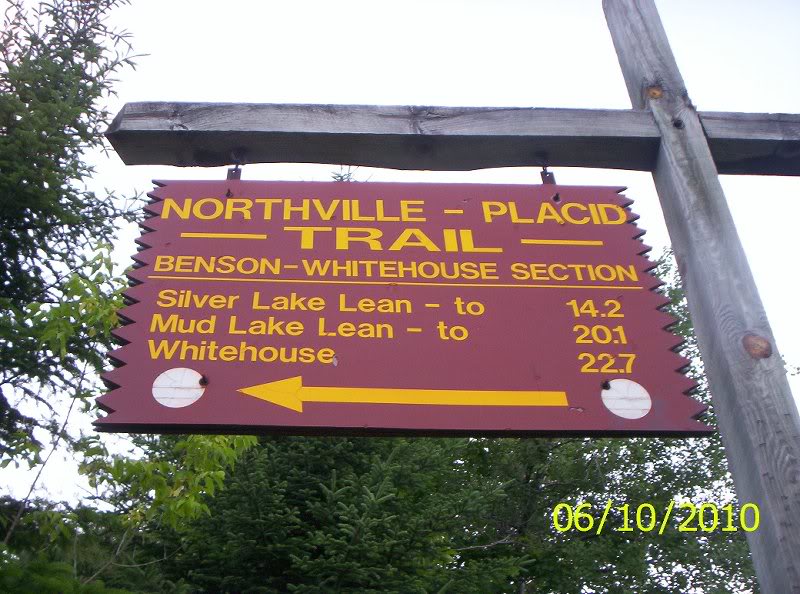 NORTHVILLE - PLACID
TRAIL
BENSON-WHITEHOUSE SECTION
Silver Lake Lean - to 14.2
Mud Lake Lean - to 20.1
Whitehouse 22.7
06/10/2010